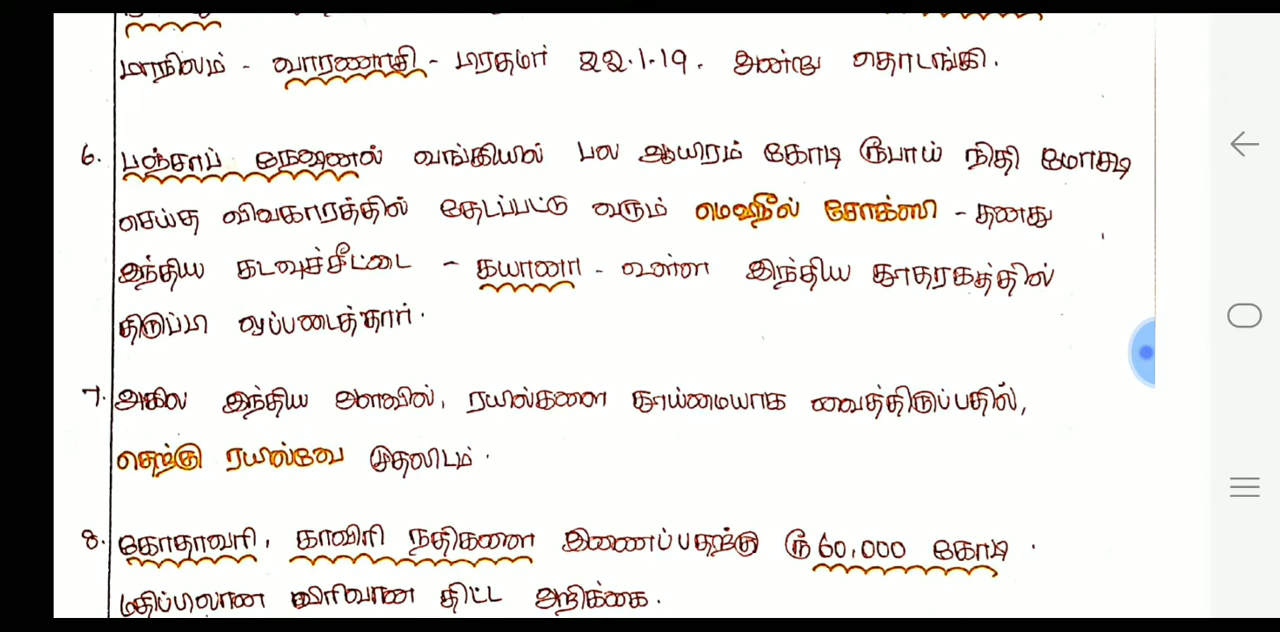 மாநிலம் - வாரணாசி - பிரதமர் 22.1.19. அன்று தொடங்கி.
6. பஞ்சாப் நேஷனல் வங்கியில் பல ஆயிரம் கோடி ரூபாய் நிதி மோசடி
செய்த விவகாரத்தில் தேடப்பட்டு வரும் மெஹீல் சோக்ஸி - தனது
இந்திய கடவுச்சீட்டை - கயானா - உள்ள இந்திய தூதரகத்தில்
திருப்பி ஒப்படைத்தார்.
7. அகில இந்திய அளவில், ரயில்களை தூய்மையாக வைத்திருப்பதில்,
தெற்கு ரயில்வே முதலிடம்.
8. கோதாவரி, காவிரி நதிகளை இணைப்பதற்கு ரூ 60,000 கோடி.
மதிப்பிலான விரிவான திட்ட அறிக்கை.